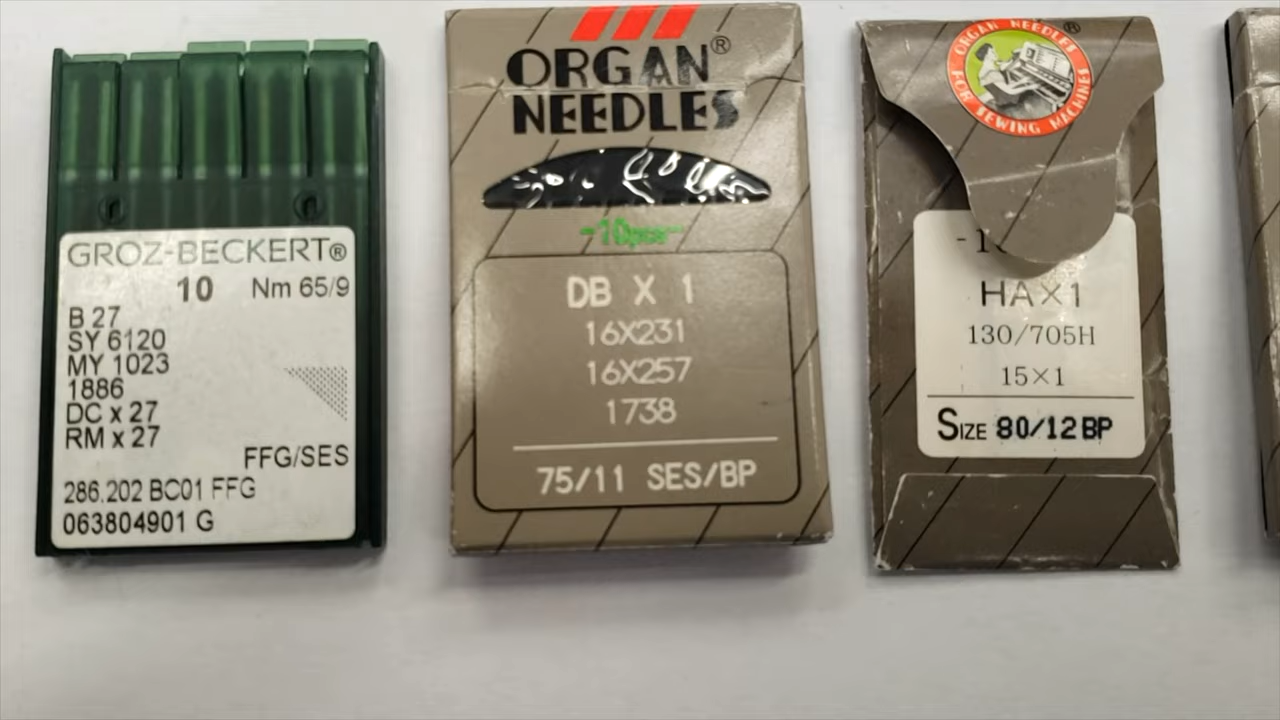 GROZ-BECKERT®
10 Nm 65/9
B 27
SY 6120
MY 1023
1886
DC x 27
RM x 27
FFG/SES
286.202 BC01 FFG
063804901 G
ORGAN®
NEEDLES
-10pcs-
DB X 1
16X231
16X257
1738
75/11 SES/BP
ORGAN NEEDLES®
FOR SEWING MACHINES
HA×1
130/705H
15×1
SIZE 80/12BP